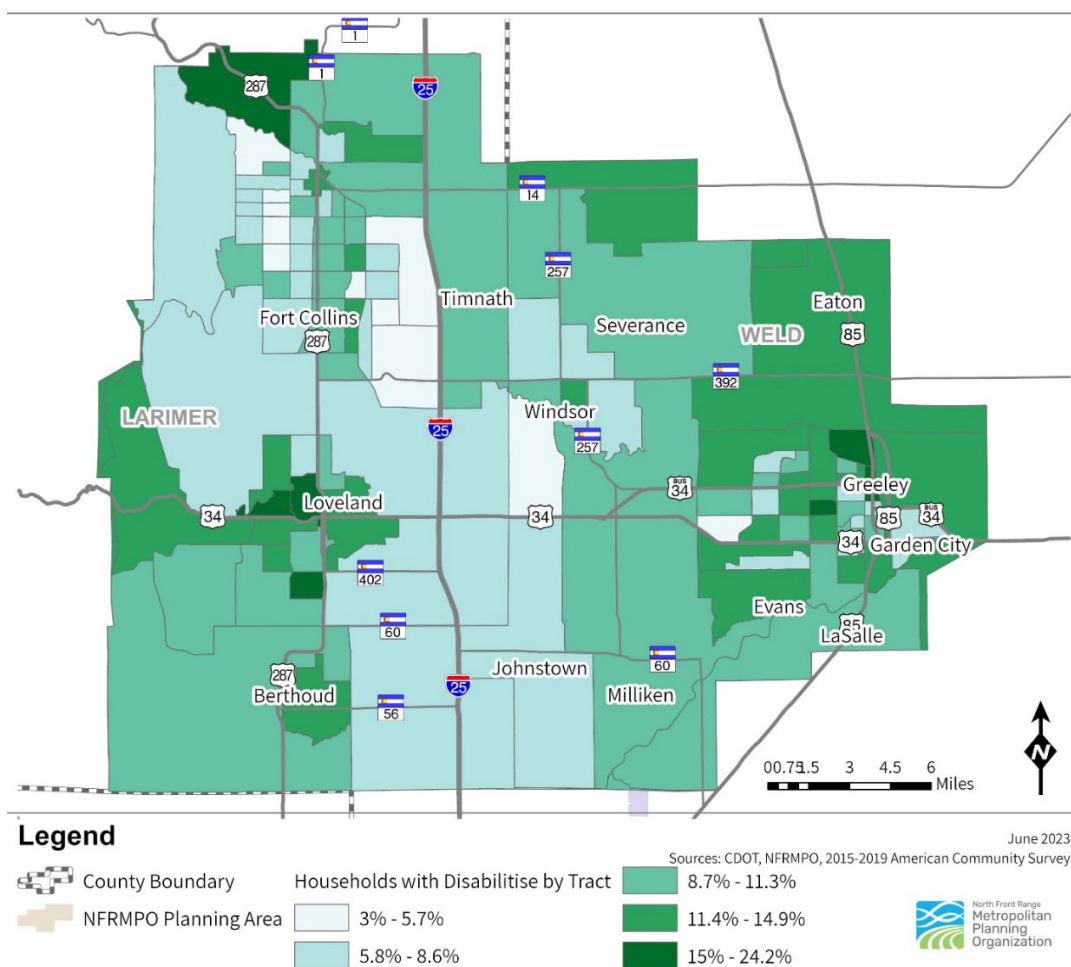 1
1
287
25
14
257
Timnath
Eaton
Severance
Fort Collins
WELD
85
287
392
LARIMER
Windsor
25
257
BUS
34
Greeley
Loveland
34
34
85
BUS
34
34
Garden City
402
Evans
60
85
LaSalle
60
Johnstown
287
25
Berthoud
Milliken
56
N
00.751.5 3 4.5 6
Miles
Legend
June 2023
Sources: CDOT, NFRMPO, 2015-2019 American Community Survey
County Boundary
Households with Disabilitise by Tract
8.7% - 11.3%
NFRMPO Planning Area
3% - 5.7%
11.4% - 14.9%
5.8% - 8.6%
15% - 24.2%
North Front Range
Metropolitan
Planning
Organization